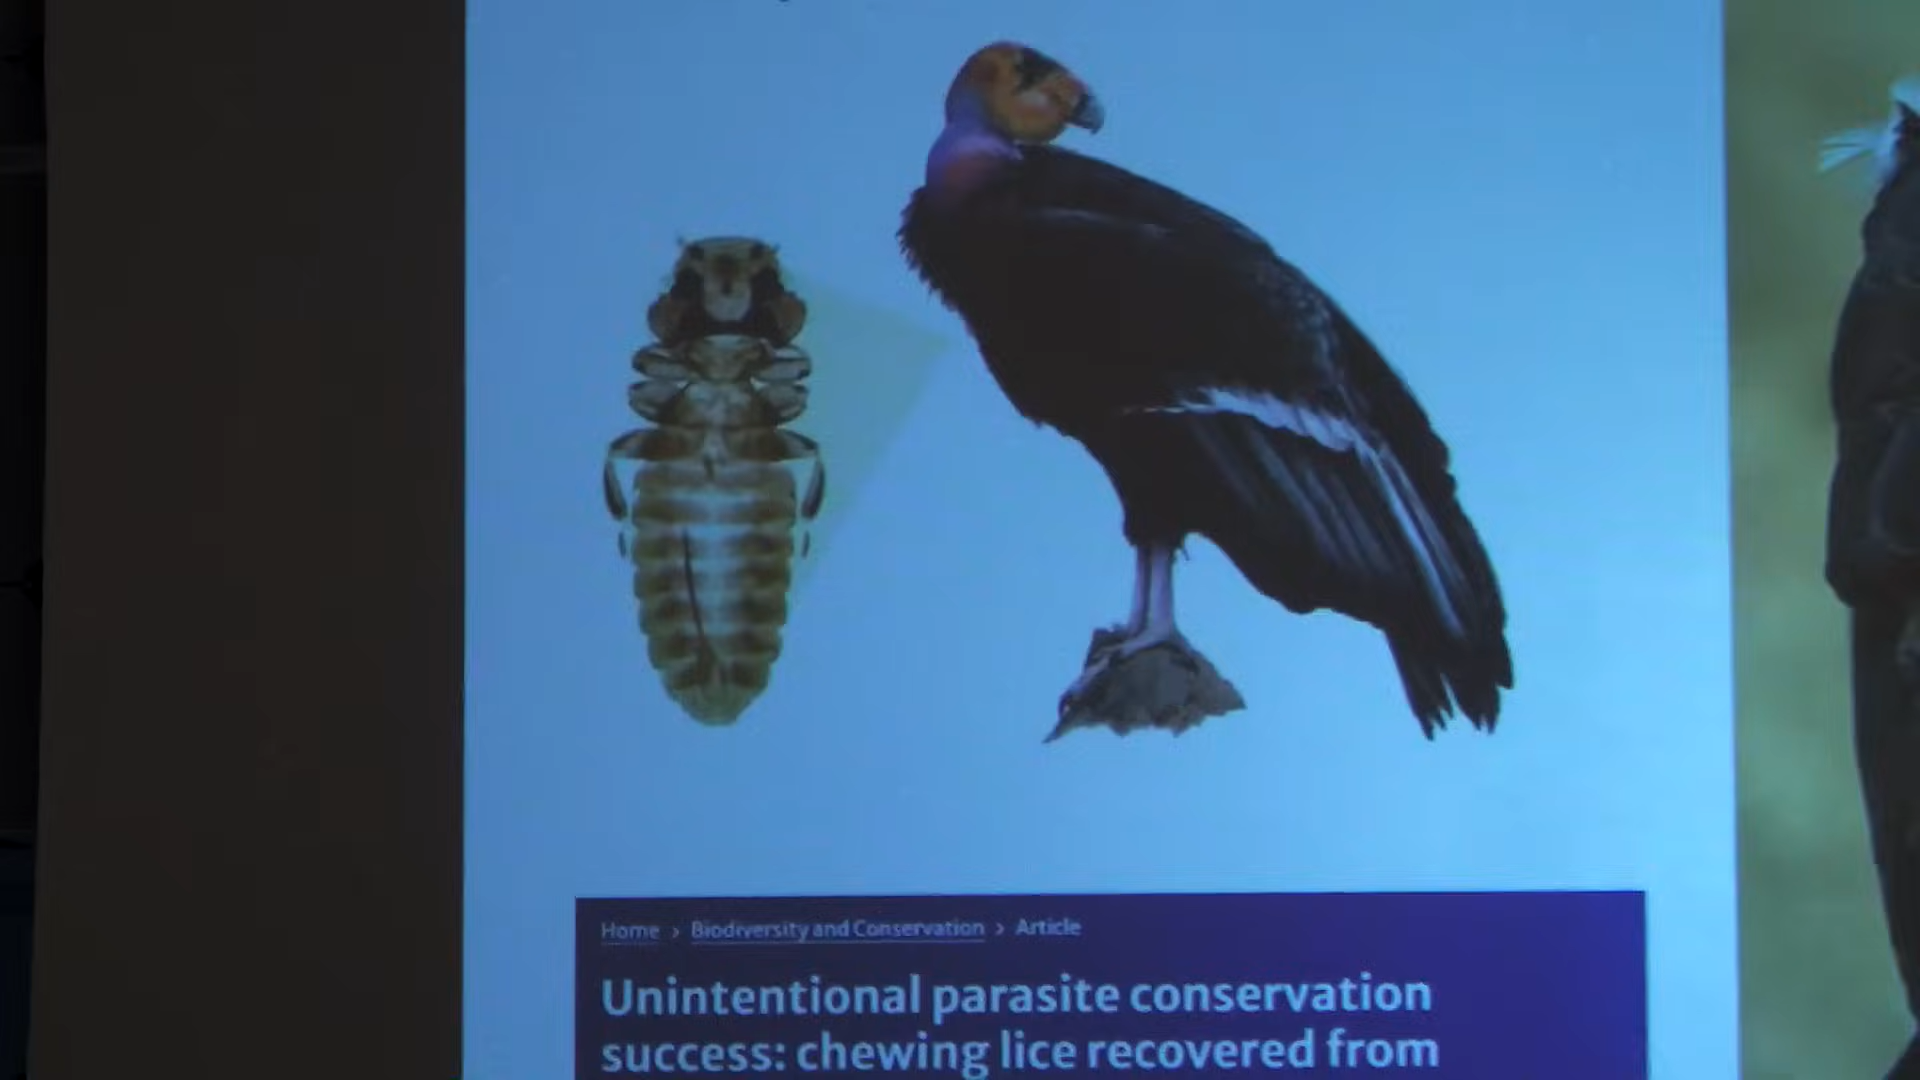 Home > Biodiversity and Conservation > Article
Unintentional parasite conservation
success: chewing lice recovered from